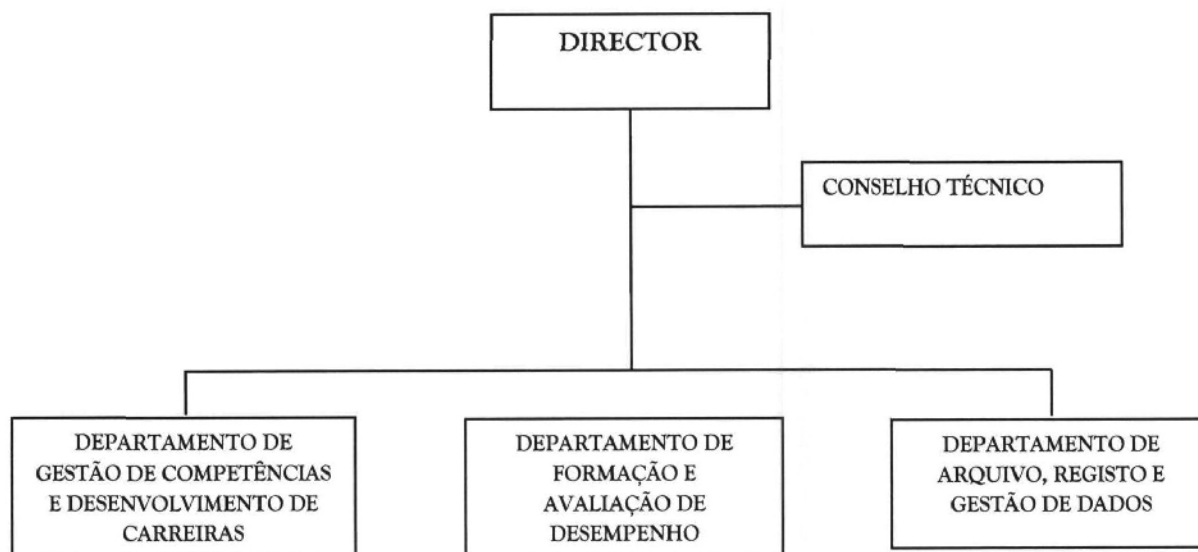 DIRECTOR
CONSELHO TÉCNICO
DEPARTAMENTO DE
GESTÃO DE COMPETÊNCIAS
E DESENVOLVIMENTO DE
CARREIRAS
DEPARTAMENTO DE
FORMAÇÃO E
AVALIAÇÃO DE
DESEMPENHO
DEPARTAMENTO DE
ARQUIVO, REGISTO E
GESTÃO DE DADOS